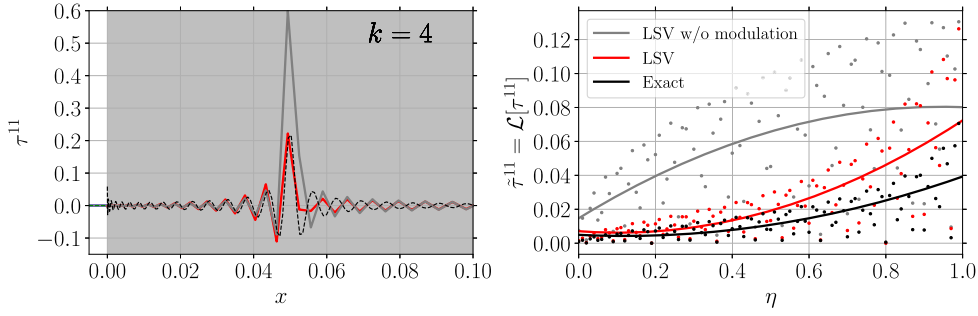 0.6
0.5
0.4
0.3
0.2
0.1
0.0
−0.1
τ¹¹
k = 4
0.00 0.02 0.04 0.06 0.08 0.10
x
0.12
0.10
0.08
0.06
0.04
0.02
0.00
τ̃¹¹ = ℒ[τ¹¹]
LSV w/o modulation
LSV
Exact
0.0 0.2 0.4 0.6 0.8 1.0
η